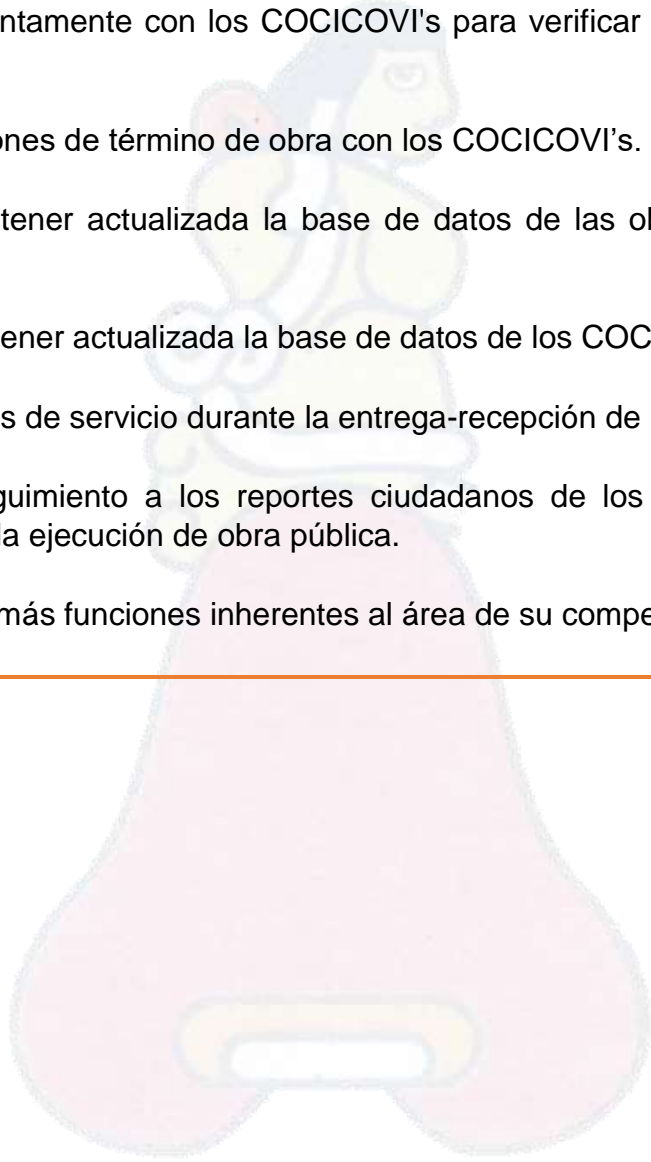 ntamente con los COCICOVI's para verificar
ones de término de obra con los COCICOVI's.
tener actualizada la base de datos de las ob
ener actualizada la base de datos de los COC
s de servicio durante la entrega-recepción de
guimiento a los reportes ciudadanos de los
la ejecución de obra pública.
más funciones inherentes al área de su compe